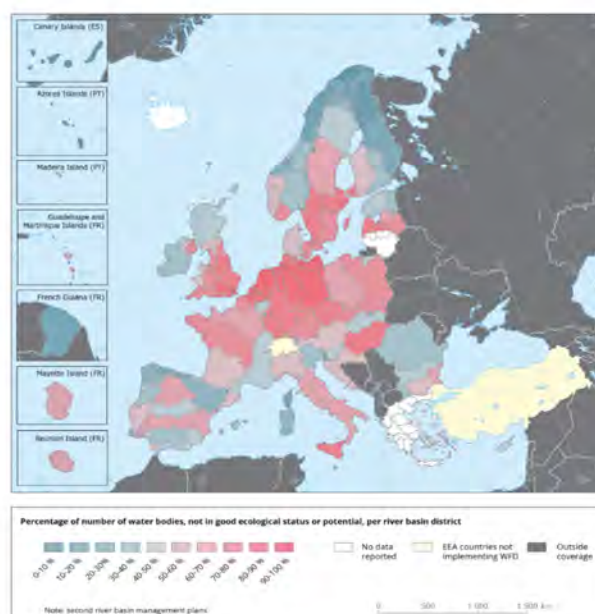 Canary Islands (ES)
Azores Islands (PT)
Madeira Island (PT)
Guadeloupe and
Martinique Islands (FR)
French Guiana (FR)
Mayotte Island (FR)
Reunion Island (FR)
Percentage of number of water bodies, not in good ecological status or potential, per river basin district
0-10 %
10-20 %
20-30%
30-40 %
40-50 %
50-60 %
60-70 %
70-80 %
80-90 %
90-100 %
No data
reported
EEA countries not
implementing WFD
Outside
coverage
Note: second river basin management plans
0 500 1 000 1 500 km